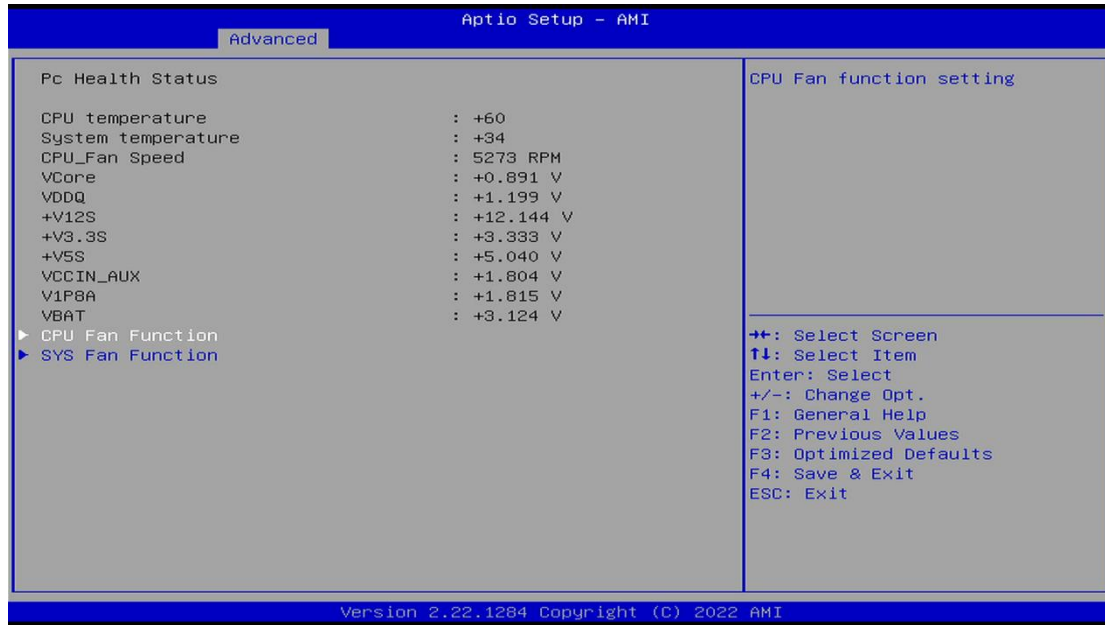 Aptio Setup – AMI
Advanced
Pc Health Status
CPU temperature : +60
System temperature : +34
CPU_Fan Speed : 5273 RPM
VCore : +0.891 V
VDDQ : +1.199 V
+V12S : +12.144 V
+V3.3S : +3.333 V
+V5S : +5.040 V
VCCIN_AUX : +1.804 V
V1P8A : +1.815 V
VBAT : +3.124 V
► CPU Fan Function
► SYS Fan Function
CPU Fan function setting
→←: Select Screen
↑↓: Select Item
Enter: Select
+/-: Change Opt.
F1: General Help
F2: Previous Values
F3: Optimized Defaults
F4: Save & Exit
ESC: Exit
Version 2.22.1284 Copyright (C) 2022 AMI